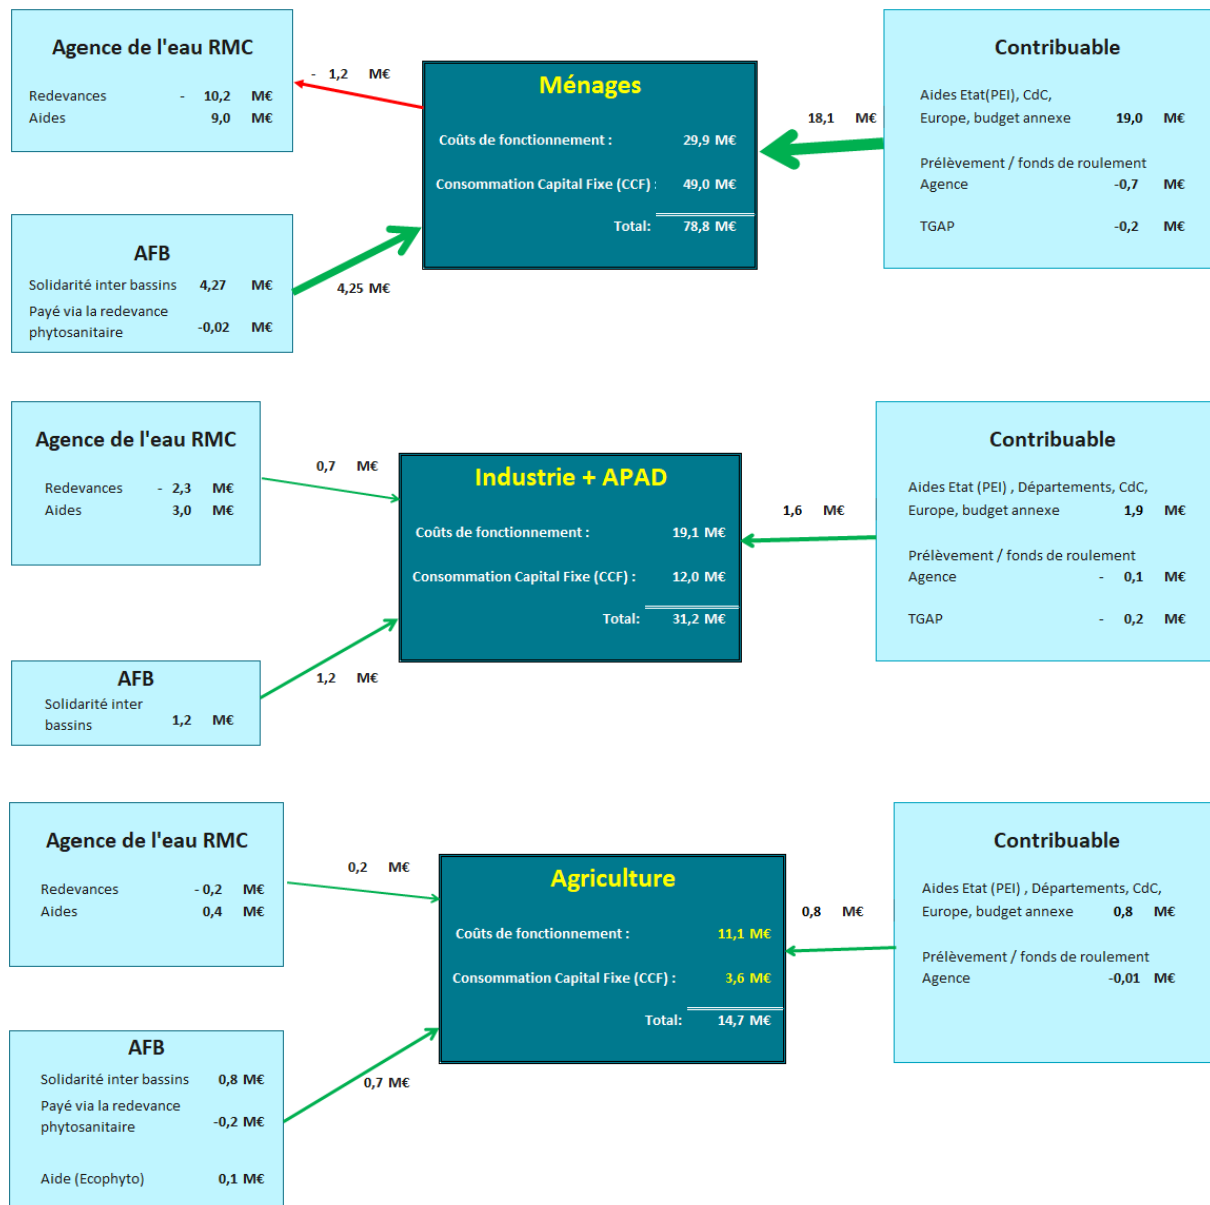 Agence de l'eau RMC
Redevances - 10,2 M€
Aides 9,0 M€
- 1,2 M€
AFB
Solidarité inter bassins 4,27 M€
Payé via la redevance
phytosanitaire -0,02 M€
4,25 M€
Ménages
Coûts de fonctionnement : 29,9 M€
Consommation Capital Fixe (CCF) : 49,0 M€
Total: 78,8 M€
18,1 M€
Contribuable
Aides Etat(PEI), CdC,
Europe, budget annexe 19,0 M€
Prélèvement / fonds de roulement
Agence -0,7 M€
TGAP -0,2 M€
Agence de l'eau RMC
Redevances - 2,3 M€
Aides 3,0 M€
0,7 M€
AFB
Solidarité inter
bassins 1,2 M€
1,2 M€
Industrie + APAD
Coûts de fonctionnement : 19,1 M€
Consommation Capital Fixe (CCF) : 12,0 M€
Total: 31,2 M€
1,6 M€
Contribuable
Aides Etat (PEI) , Départements, CdC,
Europe, budget annexe 1,9 M€
Prélèvement / fonds de roulement
Agence - 0,1 M€
TGAP - 0,2 M€
Agence de l'eau RMC
Redevances - 0,2 M€
Aides 0,4 M€
0,2 M€
AFB
Solidarité inter bassins 0,8 M€
Payé via la redevance
phytosanitaire -0,2 M€
Aide (Ecophyto) 0,1 M€
0,7 M€
Agriculture
Coûts de fonctionnement : 11,1 M€
Consommation Capital Fixe (CCF) : 3,6 M€
Total: 14,7 M€
0,8 M€
Contribuable
Aides Etat (PEI) , Départements, CdC,
Europe, budget annexe 0,8 M€
Prélèvement / fonds de roulement
Agence -0,01 M€